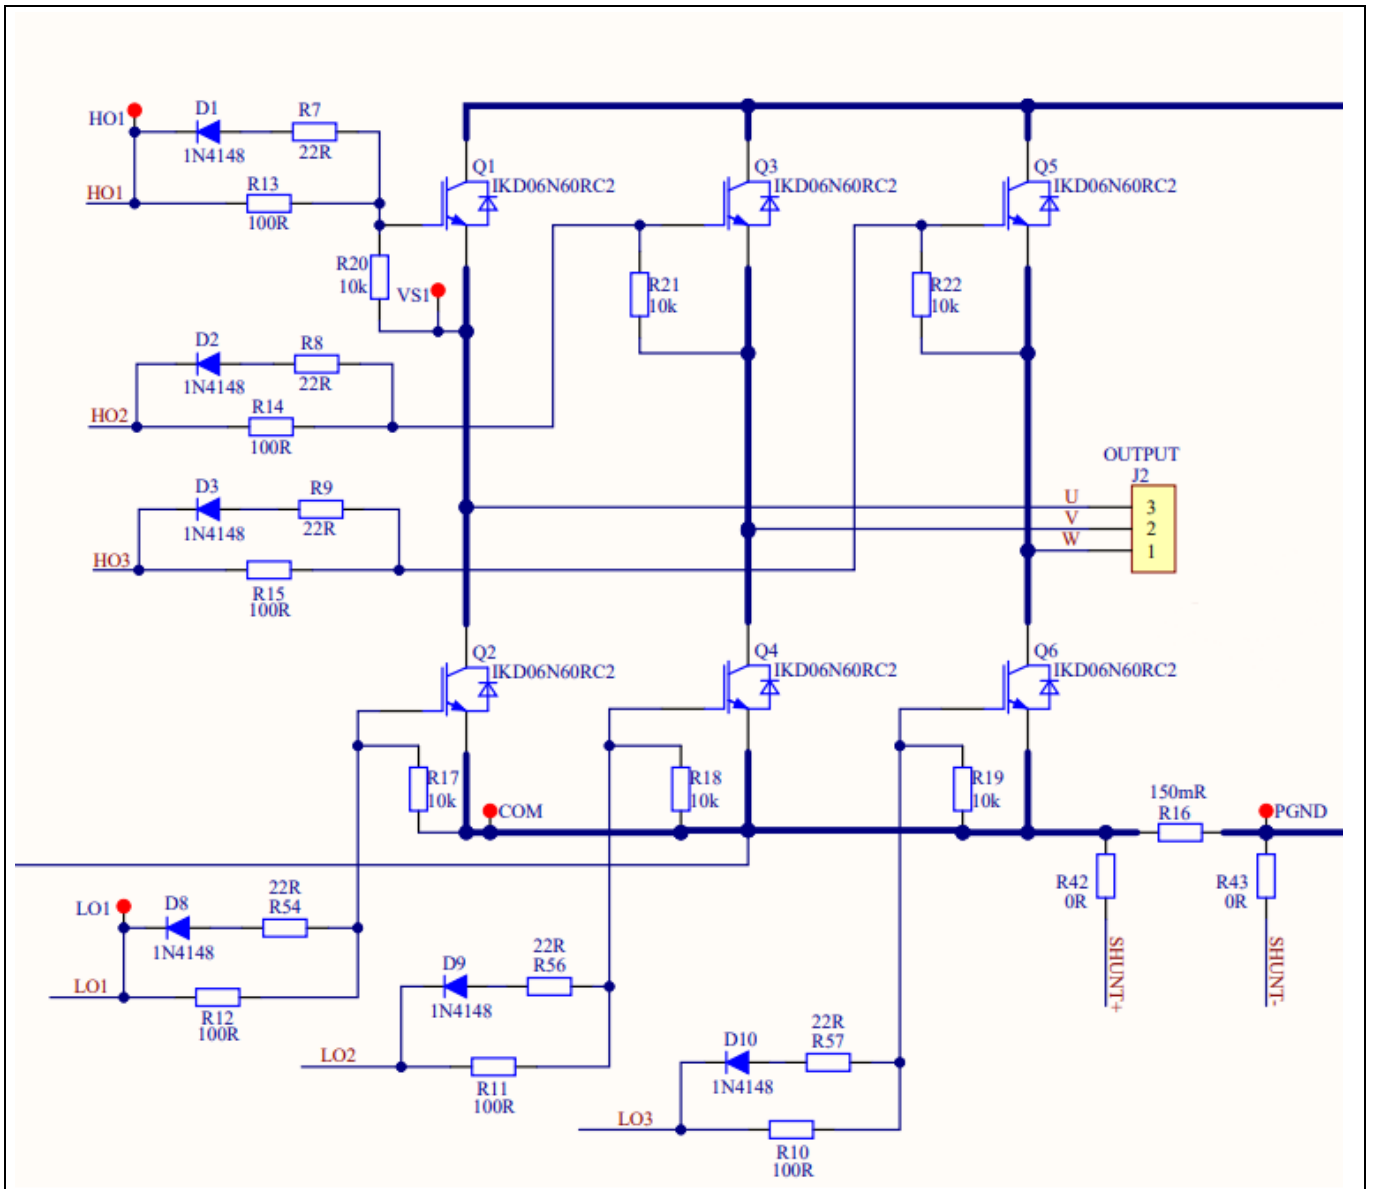 HO1
D1
R7
1N4148
22R
HO1
R13
100R
Q1
IKD06N60RC2
Q3
IKD06N60RC2
Q5
IKD06N60RC2
R20
10k
VS1
R21
10k
R22
10k
D2
R8
1N4148
22R
HO2
R14
100R
OUTPUT
J2
D3
R9
1N4148
22R
HO3
R15
100R
U
3
V
2
W
1
Q2
IKD06N60RC2
Q4
IKD06N60RC2
Q6
IKD06N60RC2
R17
10k
COM
R18
10k
R19
10k
150mR
R16
PGND
R42
0R
R43
0R
SHUNT+
SHUNT-
22R
LO1
D8
R54
1N4148
LO1
R12
100R
22R
D9
R56
1N4148
LO2
R11
100R
22R
D10
R57
1N4148
LO3
R10
100R